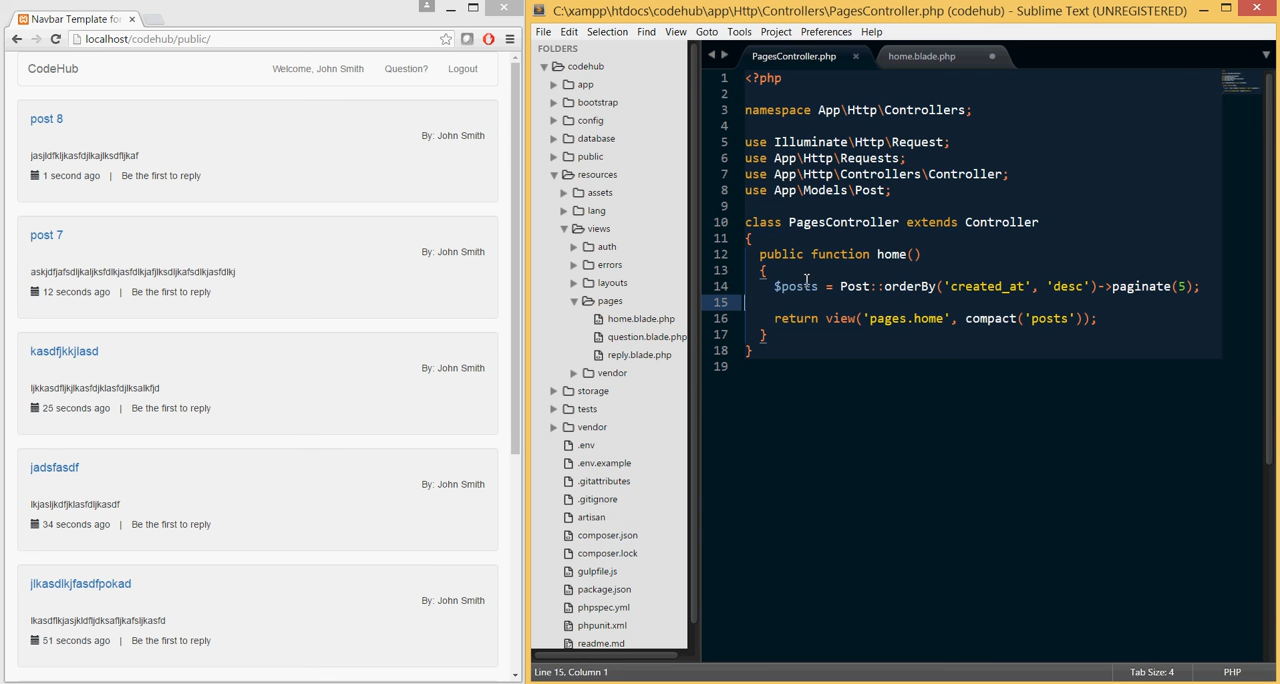 Navbar Template for
localhost/codehub/public/
CodeHub
Welcome, John Smith
Question?
Logout
post 8
By: John Smith
jasjldfkljkasfdjlkajlksdfljkaf
1 second ago | Be the first to reply
post 7
By: John Smith
askjdfjafsdljkaljksfdlkjasfdlkjafjlksdljkafsdlkjasfdlkj
12 seconds ago | Be the first to reply
kasdfjkkjlasd
By: John Smith
ljkkasdfljkjlkasfdjklasfdjlksalkfjd
25 seconds ago | Be the first to reply
jadsfasdf
By: John Smith
lkjasljkdfjklasfdljkasdf
34 seconds ago | Be the first to reply
jlkasdlkjfasdfpokad
By: John Smith
lkasdflkjasjkldfljdksafljkafsljkasfd
51 seconds ago | Be the first to reply
C:\xampp\htdocs\codehub\app\Http\Controllers\PagesController.php (codehub) - Sublime Text (UNREGISTERED)
File Edit Selection Find View Goto Tools Project Preferences Help
FOLDERS
codehub
app
bootstrap
config
database
public
resources
assets
lang
views
auth
errors
layouts
pages
home.blade.php
question.blade.php
reply.blade.php
vendor
storage
tests
vendor
.env
.env.example
.gitattributes
.gitignore
artisan
composer.json
composer.lock
gulpfile.js
package.json
phpspec.yml
phpunit.xml
readme.md
PagesController.php
home.blade.php
1 <?php
2
3 namespace App\Http\Controllers;
4
5 use Illuminate\Http\Request;
6 use App\Http\Requests;
7 use App\Http\Controllers\Controller;
8 use App\Models\Post;
9
10 class PagesController extends Controller
11 {
12 public function home()
13 {
14 $posts = Post::orderBy('created_at', 'desc')->paginate(5);
15
16 return view('pages.home', compact('posts'));
17 }
18 }
19
Line 15, Column 1
Tab Size: 4
PHP